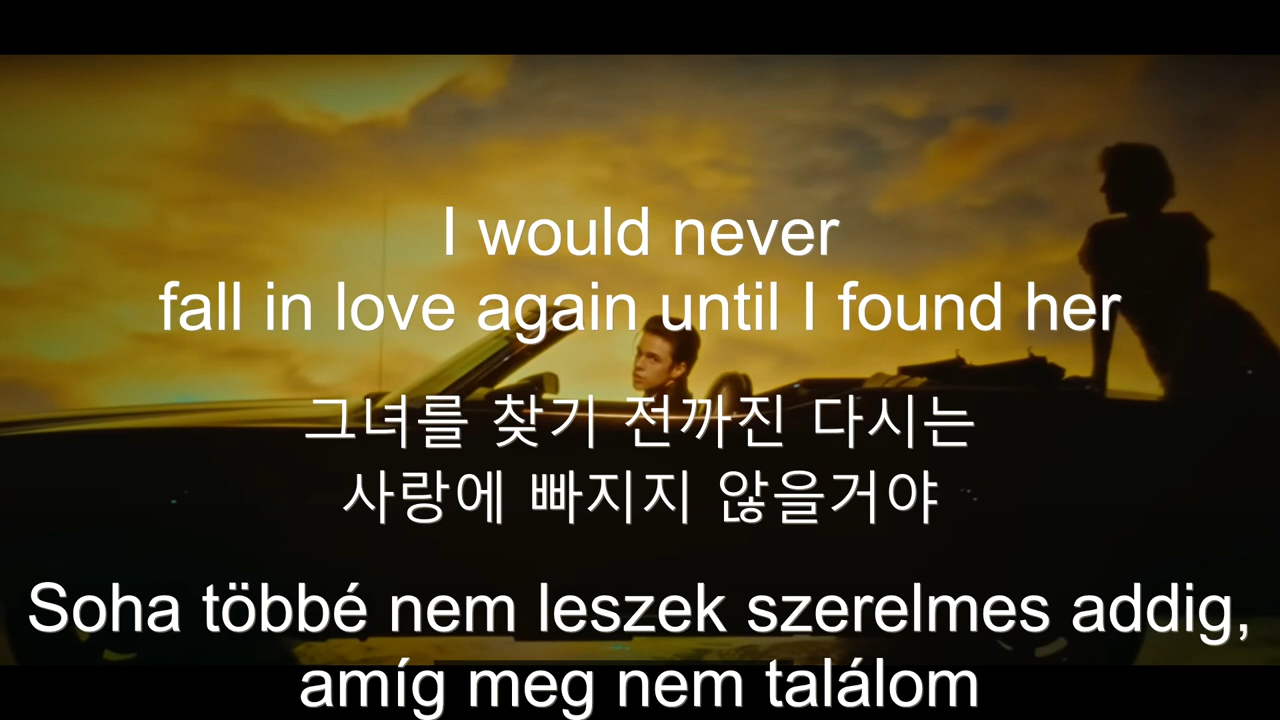 I would never
fall in love again until I found her
그녀를 찾기 전까진 다시는
사랑에 빠지지 않을거야
Soha többé nem leszek szerelmes addig,
amíg meg nem találom